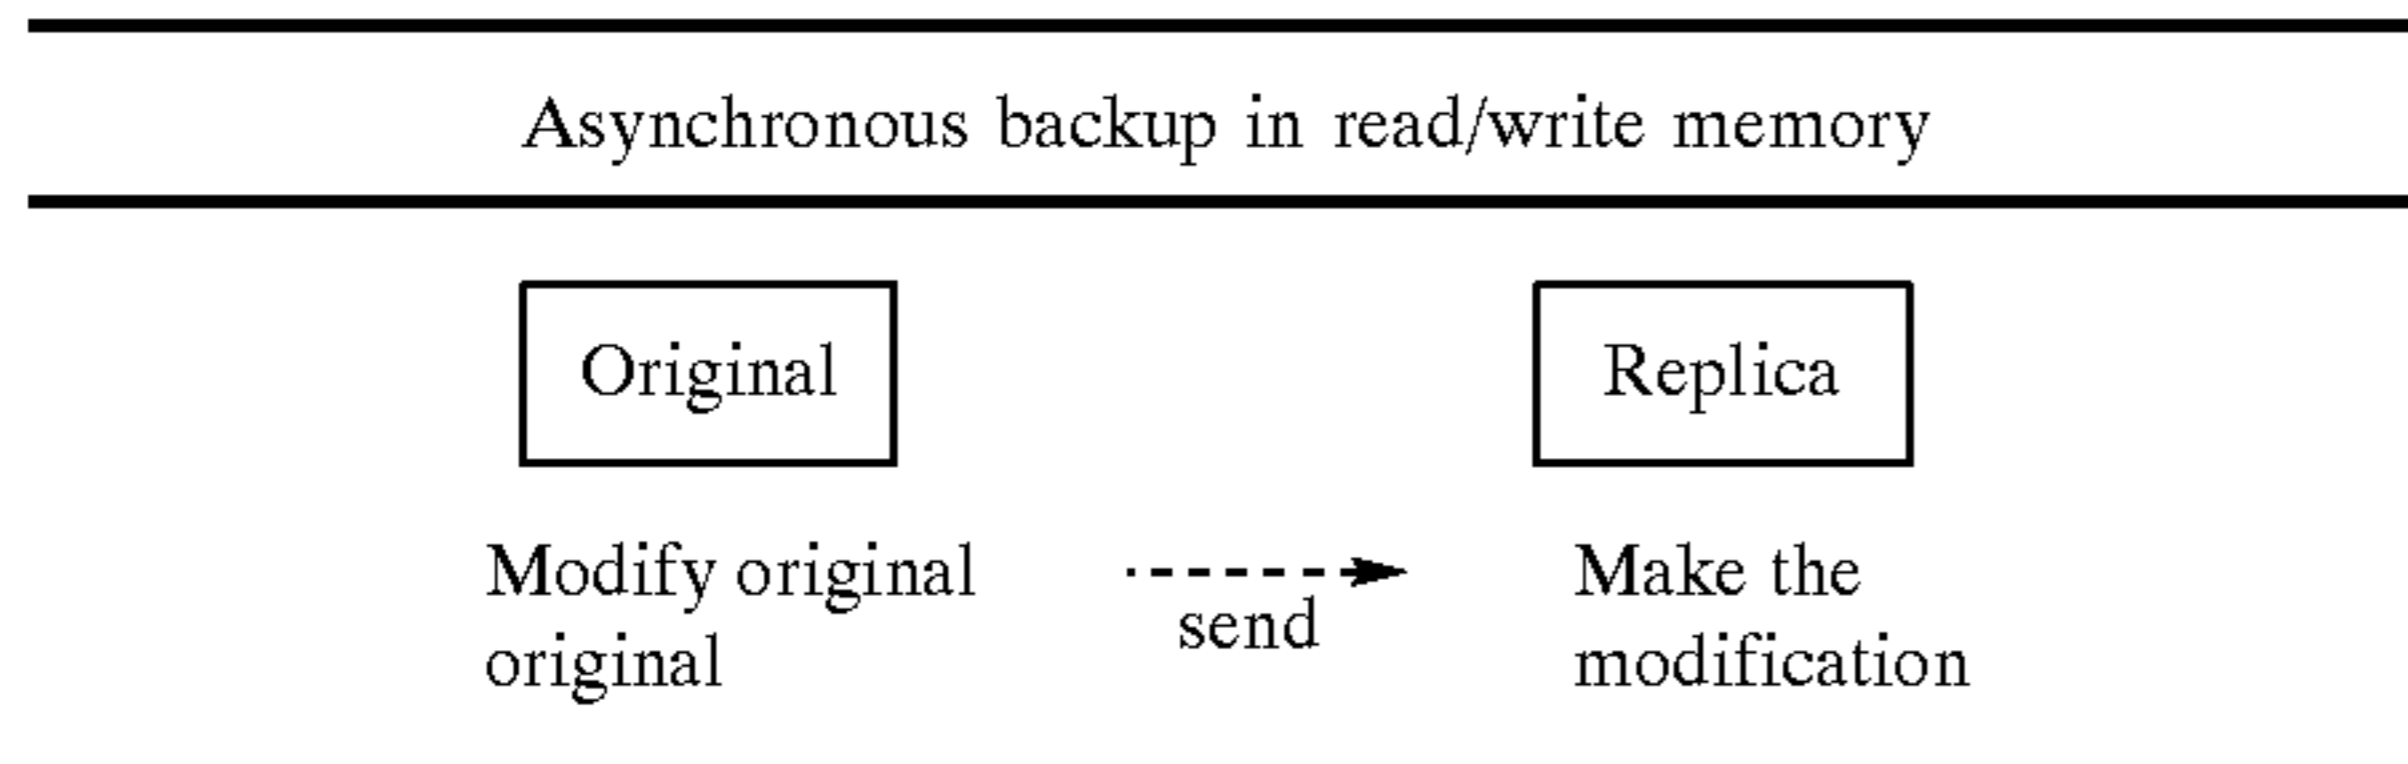 Asynchronous backup in read/write memory
Original
Replica
Modify original
original
send
Make the
modification